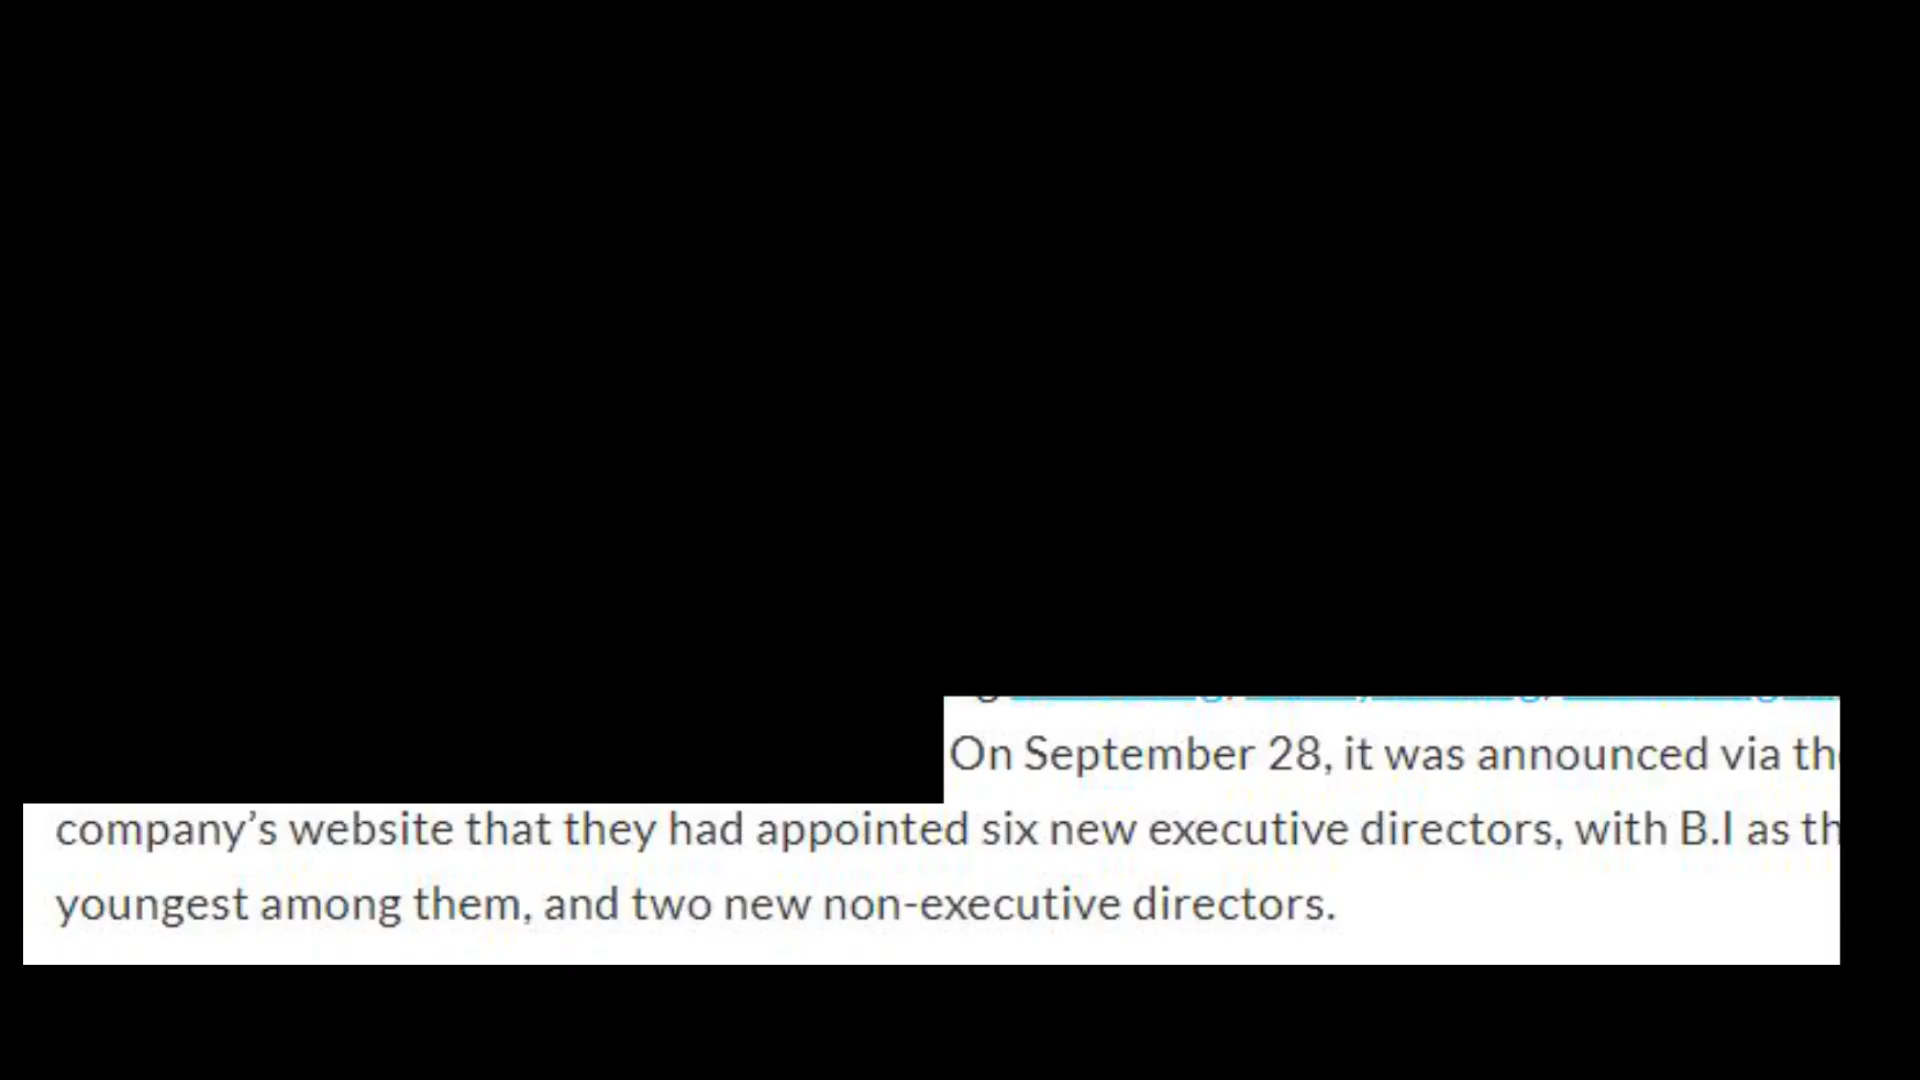 On September 28, it was announced via th
company’s website that they had appointed six new executive directors, with B.I as th
youngest among them, and two new non-executive directors.